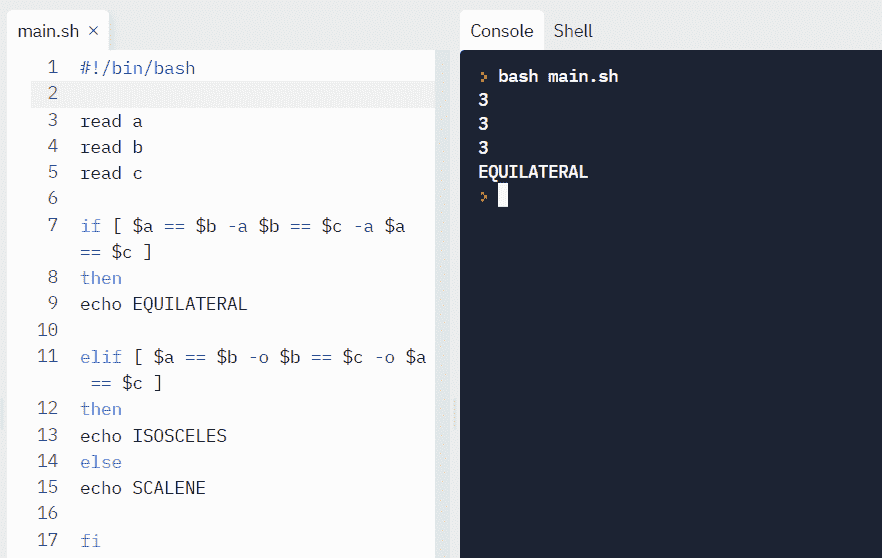 main.sh ×
1 #!/bin/bash
2
3 read a
4 read b
5 read c
6
7 if [ $a == $b -a $b == $c -a $a
== $c ]
8 then
9 echo EQUILATERAL
10
11 elif [ $a == $b -o $b == $c -o $a
== $c ]
12 then
13 echo ISOSCELES
14 else
15 echo SCALENE
16
17 fi
Console Shell
> bash main.sh
3
3
3
EQUILATERAL
>